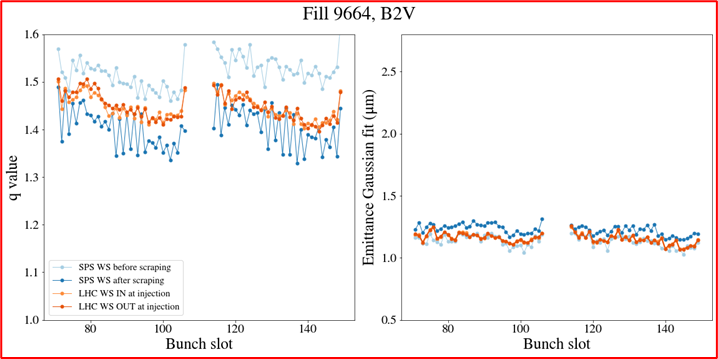 Fill 9664, B2V
1.6
1.5
1.4
1.3
1.2
1.1
1.0
q value
SPS WS before scraping
SPS WS after scraping
LHC WS IN at injection
LHC WS OUT at injection
80 100 120 140
Bunch slot
2.5
2.0
1.5
1.0
0.5
Emittance Gaussian fit (μm)
80 100 120 140
Bunch slot